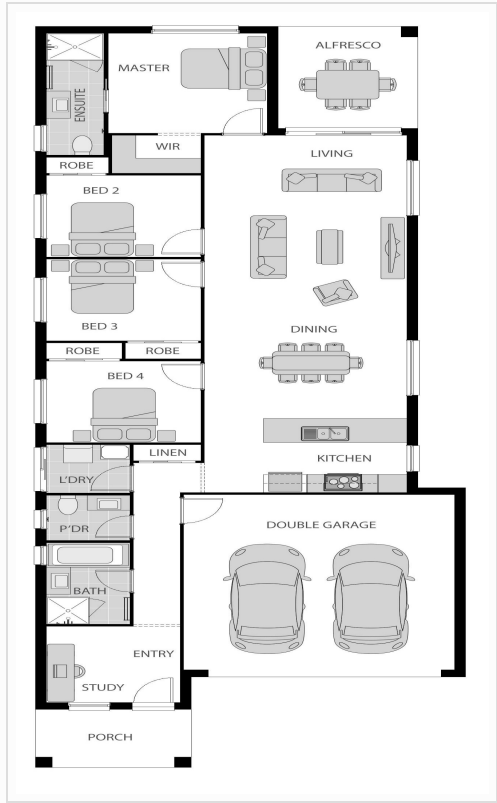 ALFRESCO
MASTER
ENSUITE
WIR
LIVING
ROBE
BED 2
BED 3
DINING
ROBE
ROBE
BED 4
LINEN
KITCHEN
L'DRY
P'DR
DOUBLE GARAGE
BATH
ENTRY
STUDY
PORCH